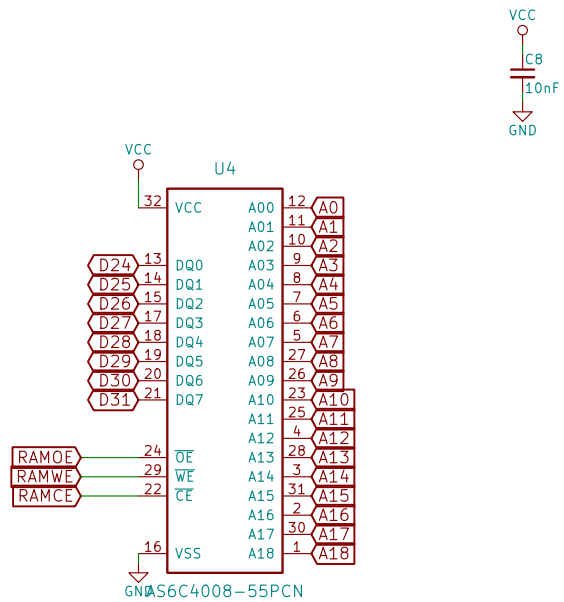 VCC
C8
10nF
GND
VCC
U4
32 VCC A00 12 A0
A01 11 A1
A02 10 A2
D24 13 DQ0 A03 9 A3
D25 14 DQ1 A04 8 A4
D26 15 DQ2 A05 7 A5
D27 17 DQ3 A06 6 A6
D28 18 DQ4 A07 5 A7
D29 19 DQ5 A08 27 A8
D30 20 DQ6 A09 26 A9
D31 21 DQ7 A10 23 A10
A11 25 A11
A12 4 A12
RAMOE 24 OE A13 28 A13
RAMWE 29 WE A14 3 A14
RAMCE 22 CE A15 31 A15
A16 2 A16
A17 30 A17
16 VSS A18 1 A18
GND AS6C4008-55PCN